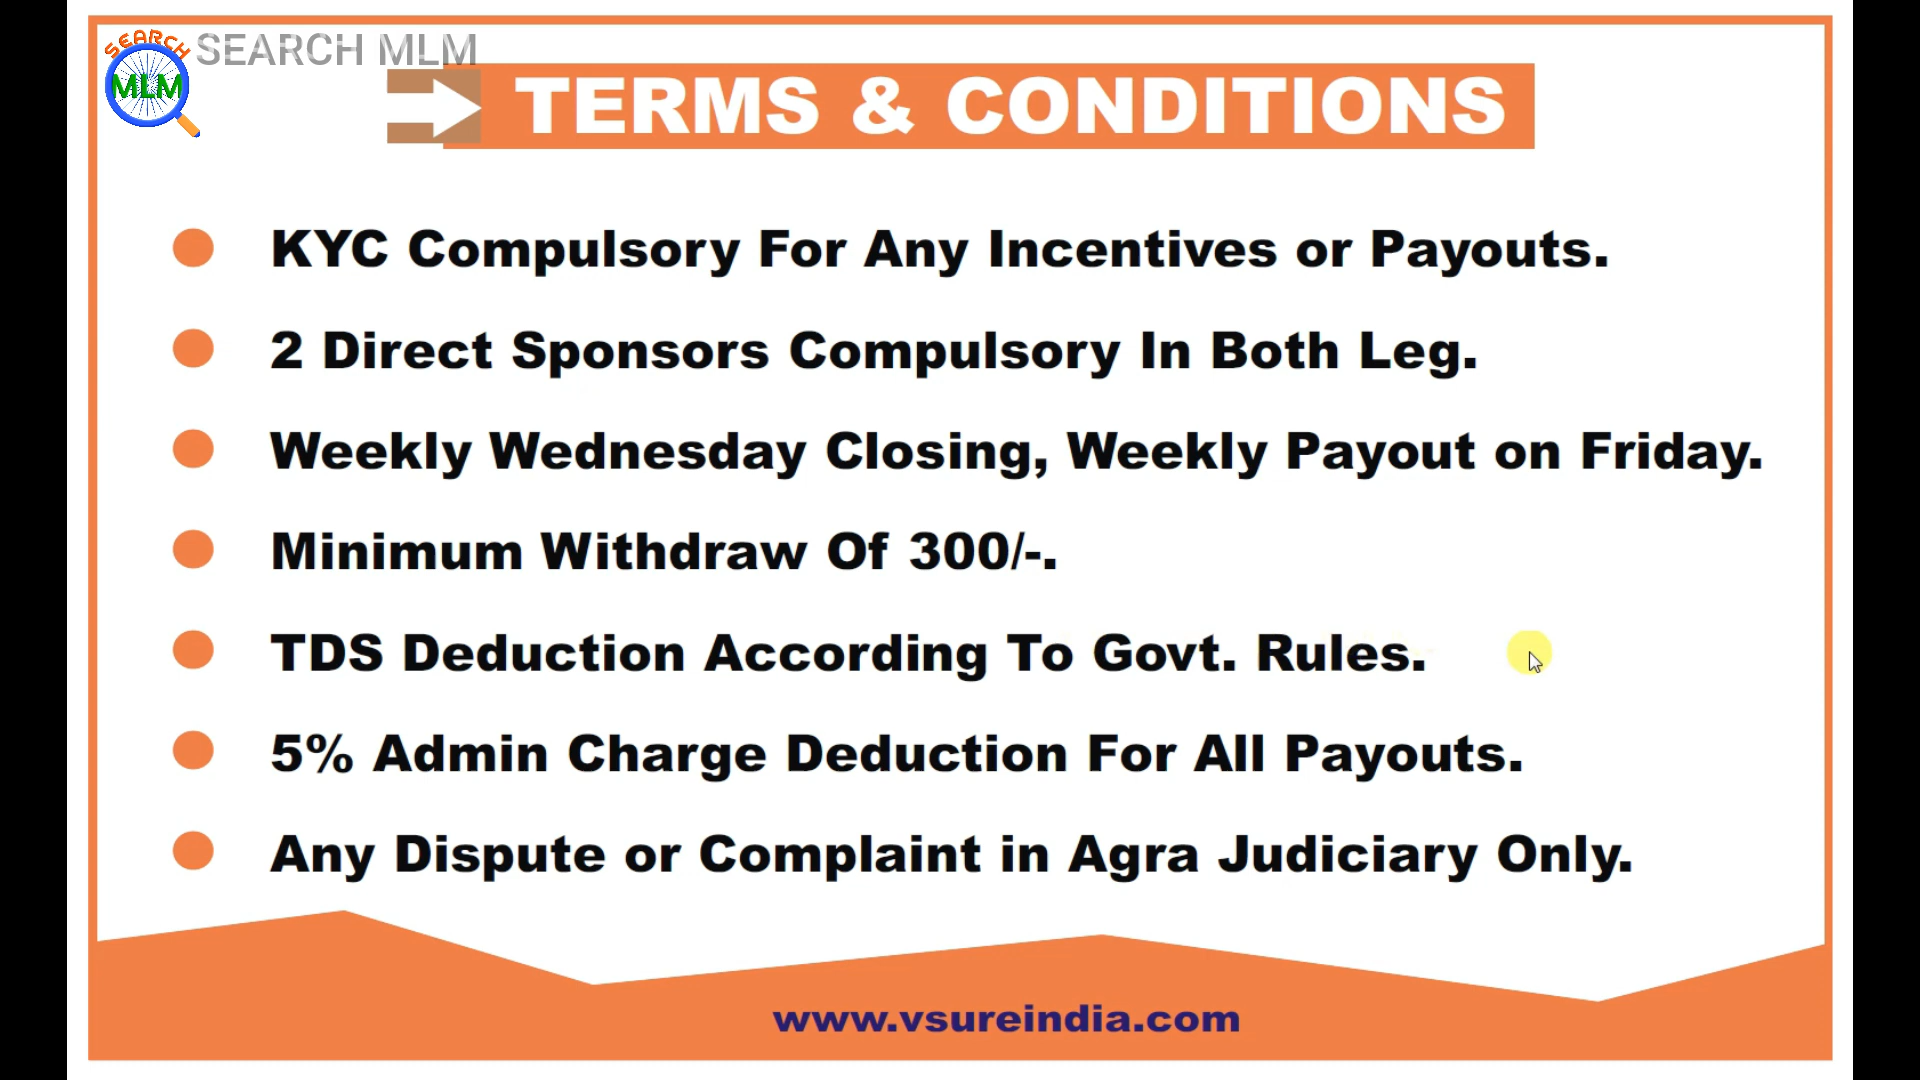 SEARCH
MLM
SEARCH MLM
TERMS & CONDITIONS
KYC Compulsory For Any Incentives or Payouts.
2 Direct Sponsors Compulsory In Both Leg.
Weekly Wednesday Closing, Weekly Payout on Friday.
Minimum Withdraw Of 300/-.
TDS Deduction According To Govt. Rules.
5% Admin Charge Deduction For All Payouts.
Any Dispute or Complaint in Agra Judiciary Only.
www.vsureindia.com